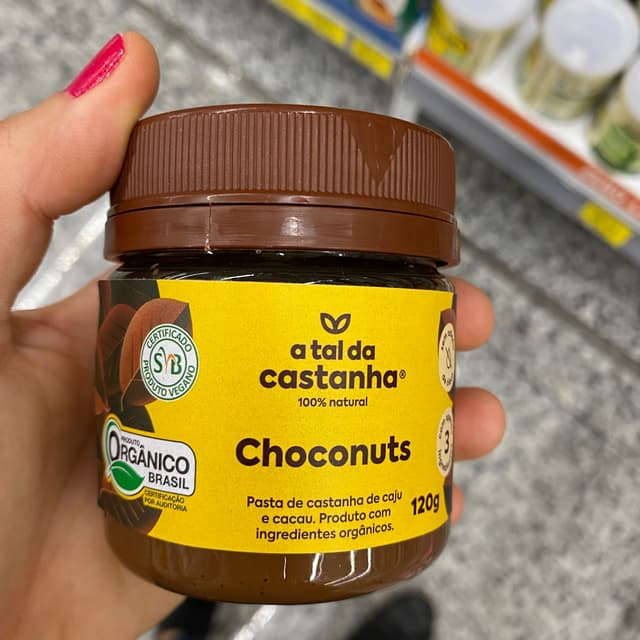 a tal da
castanha®
100% natural
Choconuts
Pasta de castanha de caju
e cacau. Produto com
ingredientes orgânicos.
120g
CERTIFICADO
SVB
PRODUTO VEGANO
PRODUTO
ORGÂNICO
BRASIL
CERTIFICAÇÃO
POR AUDITORIA
3